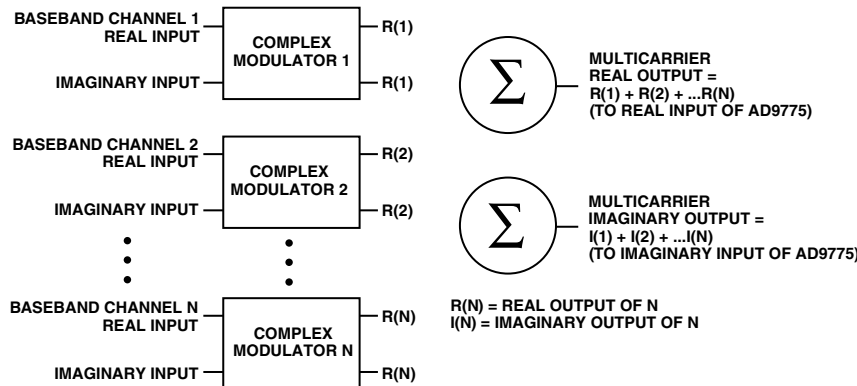 BASEBAND CHANNEL 1
REAL INPUT
IMAGINARY INPUT
COMPLEX
MODULATOR 1
R(1)
R(1)
BASEBAND CHANNEL 2
REAL INPUT
IMAGINARY INPUT
COMPLEX
MODULATOR 2
R(2)
R(2)
BASEBAND CHANNEL N
REAL INPUT
IMAGINARY INPUT
COMPLEX
MODULATOR N
R(N)
R(N)
Σ
MULTICARRIER
REAL OUTPUT =
R(1) + R(2) + ...R(N)
(TO REAL INPUT OF AD9775)
Σ
MULTICARRIER
IMAGINARY OUTPUT =
I(1) + I(2) + ...I(N)
(TO IMAGINARY INPUT OF AD9775)
R(N) = REAL OUTPUT OF N
I(N) = IMAGINARY OUTPUT OF N